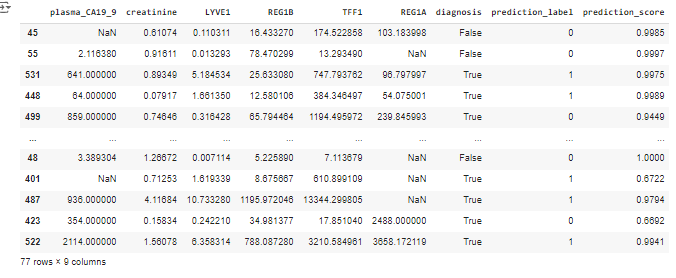 plasma_CA19_9 creatinine LYVE1 REG1B TFF1 REG1A diagnosis prediction_label prediction_score
45 NaN 0.61074 0.110311 16.433270 174.522858 103.183998 False 0 0.9985
55 2.116380 0.91611 0.013293 78.470299 13.293490 NaN False 0 0.9997
531 641.000000 0.89349 5.184534 25.633080 747.793762 96.797997 True 1 0.9975
448 64.000000 0.07917 1.661350 12.580106 384.346497 54.075001 True 1 0.9989
499 859.000000 0.74646 0.316428 65.794464 1194.495972 239.845993 True 0 0.9449
... ... ... ... ... ... ... ... ... ...
48 3.389304 1.26672 0.007114 5.225890 7.113679 NaN False 0 1.0000
401 NaN 0.71253 1.619339 8.675667 610.899109 NaN True 1 0.6722
487 936.000000 4.11684 10.733280 1195.972046 13344.299805 NaN True 1 0.9794
423 354.000000 0.15834 0.242210 34.981377 17.851040 2488.000000 True 0 0.6692
522 2114.000000 1.56078 6.358314 788.087280 3210.584961 3658.172119 True 1 0.9941
77 rows × 9 columns